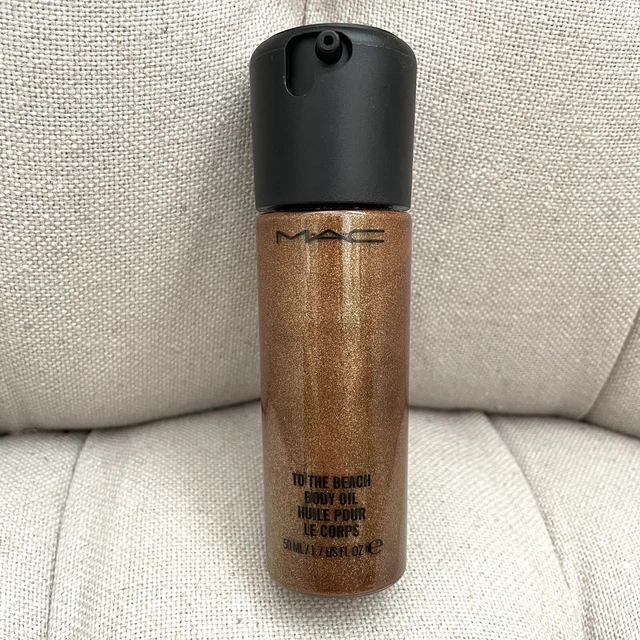 MAC
TO THE BEACH
BODY OIL
HUILE POUR
LE CORPS
50 ML / 1.7 US FL OZ ℮